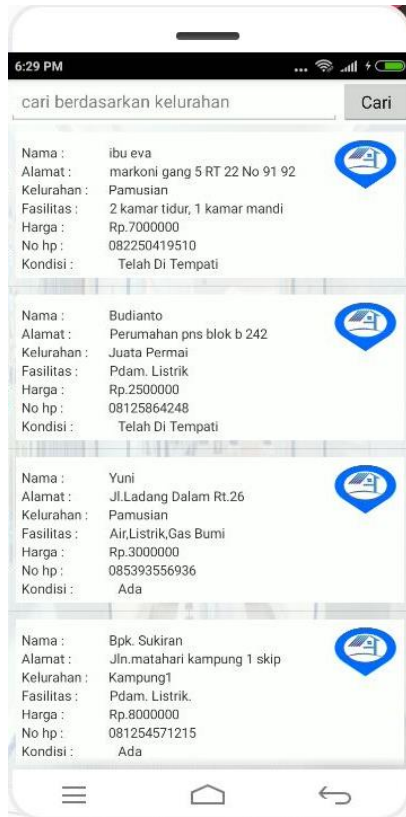 6:29 PM
cari berdasarkan kelurahan Cari
Nama : ibu eva
Alamat : markoni gang 5 RT 22 No 91 92
Kelurahan : Pamusian
Fasilitas : 2 kamar tidur, 1 kamar mandi
Harga : Rp.7000000
No hp : 082250419510
Kondisi : Telah Di Tempati
Nama : Budianto
Alamat : Perumahan pns blok b 242
Kelurahan : Juata Permai
Fasilitas : Pdam. Listrik
Harga : Rp.2500000
No hp : 08125864248
Kondisi : Telah Di Tempati
Nama : Yuni
Alamat : Jl.Ladang Dalam Rt.26
Kelurahan : Pamusian
Fasilitas : Air,Listrik,Gas Bumi
Harga : Rp.3000000
No hp : 085393556936
Kondisi : Ada
Nama : Bpk. Sukiran
Alamat : Jln.matahari kampung 1 skip
Kelurahan : Kampung1
Fasilitas : Pdam. Listrik.
Harga : Rp.8000000
No hp : 081254571215
Kondisi : Ada